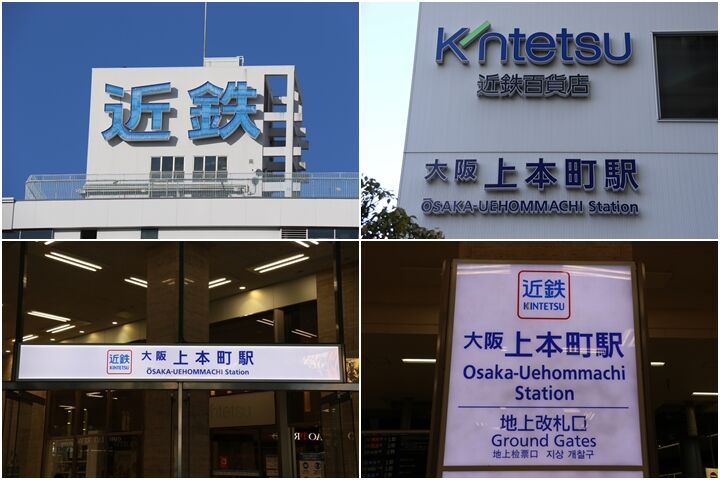 近鉄
Kintetsu
近鉄百貨店
大阪 上本町駅
ŌSAKA-UEHOMMACHI Station
近鉄
KINTETSU
大阪 上本町駅
ŌSAKA-UEHOMMACHI Station
Kintetsu
近鉄
KINTETSU
大阪 上本町駅
Osaka-Uehommachi
Station
地上改札口
Ground Gates
地上检票口 지상 개찰구